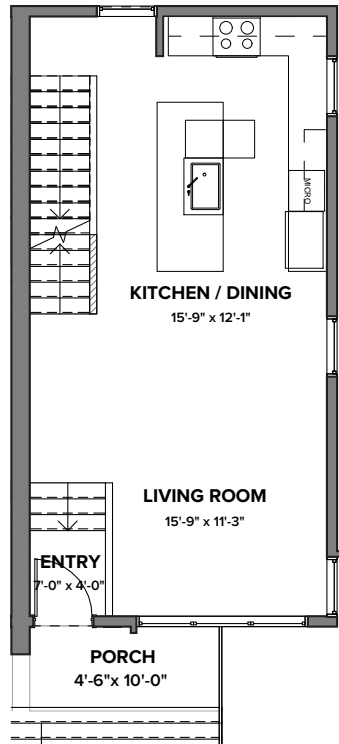 MICRO.
KITCHEN / DINING
15'-9" x 12'-1"
LIVING ROOM
15'-9" x 11'-3"
ENTRY
7'-0" x 4'-0"
PORCH
4'-6"x 10'-0"